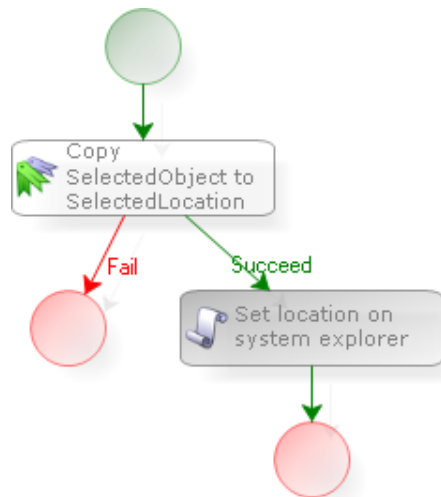 Copy
SelectedObject to
SelectedLocation
Fail
Succeed
Set location on
system explorer